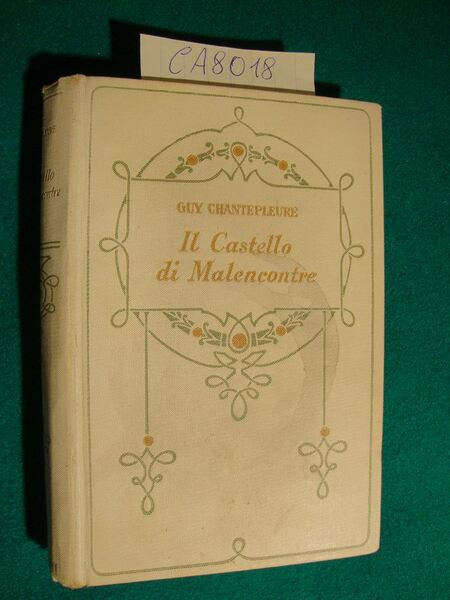 CA8018
GUY CHANTEPLEURE
Il Castello
di Malencontre